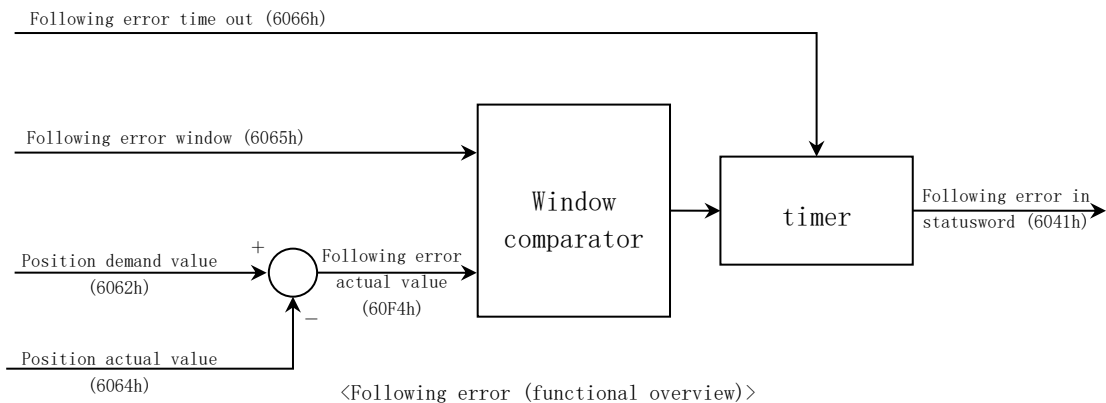 Following error time out (6066h)
Following error window (6065h)
Window
comparator
timer
Following error in
statusword (6041h)
+
Position demand value
(6062h)
Following error
actual value
(60F4h)
−
Position actual value
(6064h)
<Following error (functional overview)>